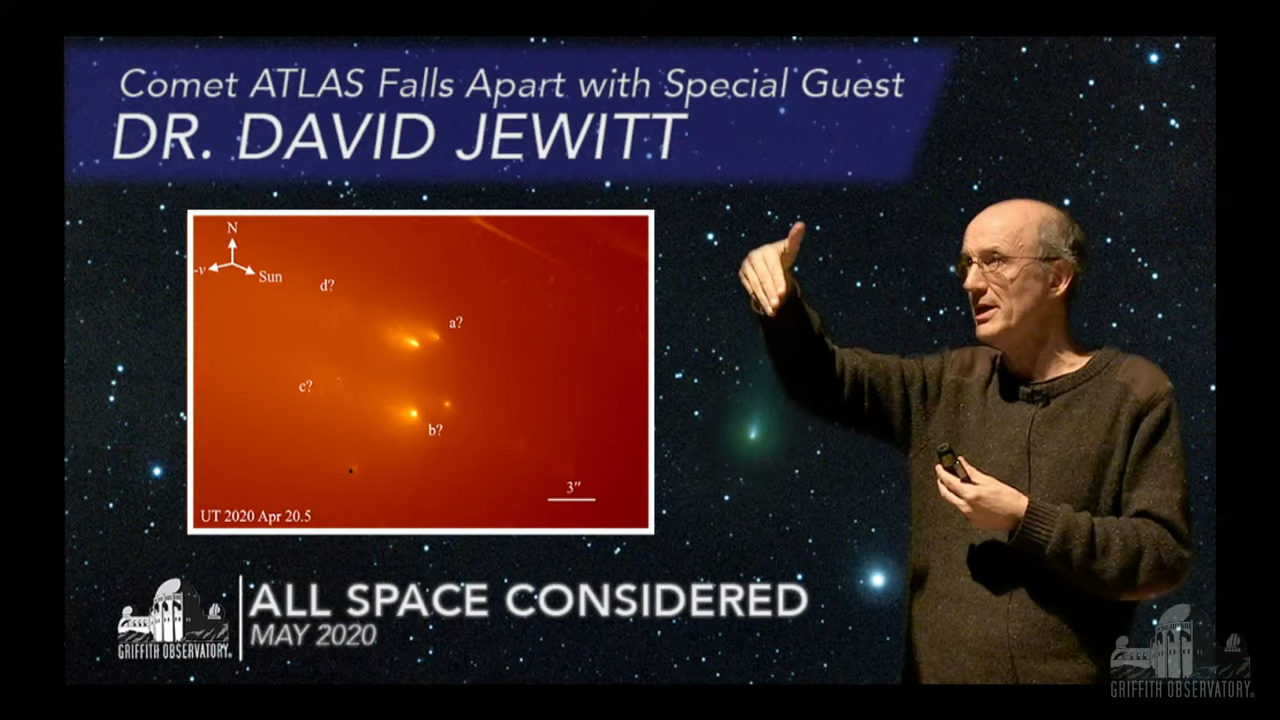 Comet ATLAS Falls Apart with Special Guest
DR. DAVID JEWITT
N
-v
Sun
d?
a?
c?
b?
3″
UT 2020 Apr 20.5
ALL SPACE CONSIDERED
MAY 2020
GRIFFITH OBSERVATORY®
GRIFFITH OBSERVATORY®